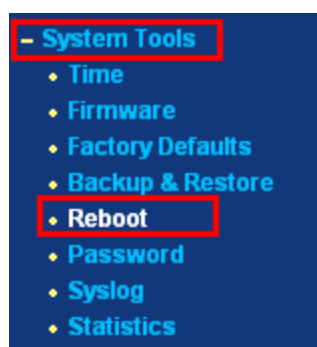 – System Tools
• Time
• Firmware
• Factory Defaults
• Backup & Restore
• Reboot
• Password
• Syslog
• Statistics